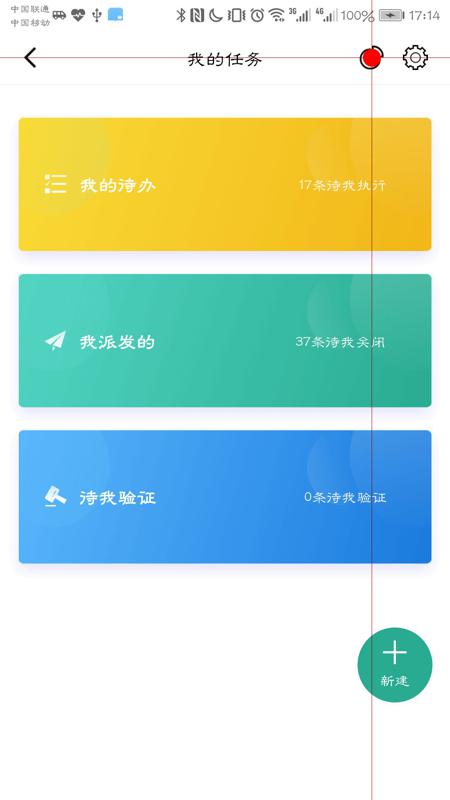 中国联通
中国移动
3G
4G
100%
17:14
我的任务
我的待办
17条待我执行
我派发的
37条待我关闭
待我验证
0条待我验证
新建